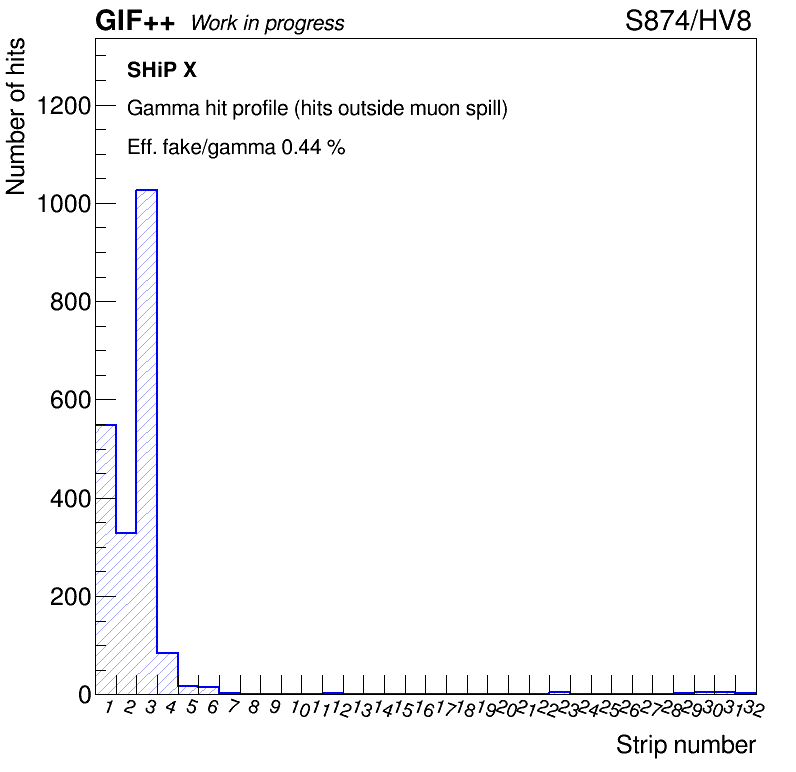 GIF++ Work in progress S874/HV8
SHiP X
Gamma hit profile (hits outside muon spill)
Eff. fake/gamma 0.44 %
Number of hits
1200
1000
800
600
400
200
0
1 2 3 4 5 6 7 8 9 10 11 12 13 14 15 16 17 18 19 20 21 22 23 24 25 26 27 28 29 30 31 32
Strip number